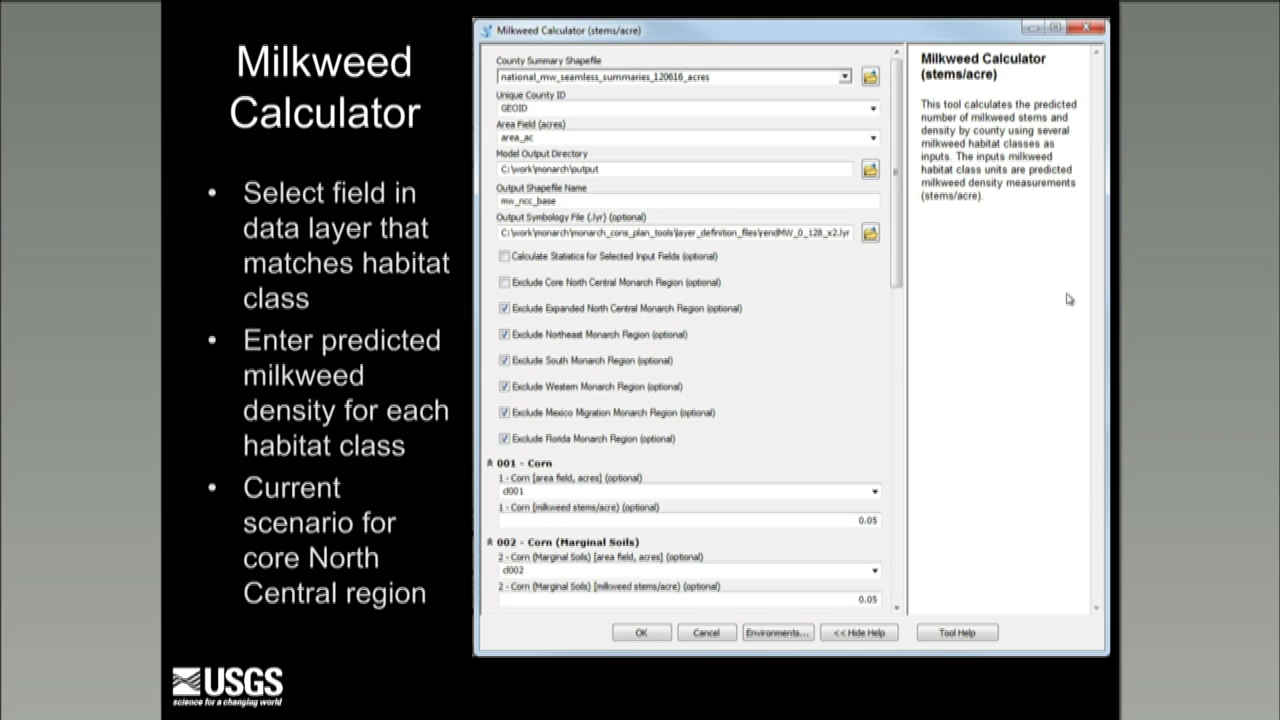 Milkweed
Calculator
• Select field in
data layer that
matches habitat
class
• Enter predicted
milkweed
density for each
habitat class
• Current
scenario for
core North
Central region
USGS
science for a changing world
Milkweed Calculator (stems/acre)
County Summary Shapefile
national_mw_seamless_summaries_120616_acres
Unique County ID
GEOID
Area Field (acres)
area_ac
Model Output Directory
C:\work\monarch\output
Output Shapefile Name
mw_ncc_base
Output Symbology File (.lyr) (optional)
C:\work\monarch\monarch_cons_plan_tools\layer_definition_files\rendMW_0_128_x2.lyr
Calculate Statistics for Selected Input Fields (optional)
Exclude Core North Central Monarch Region (optional)
Exclude Expanded North Central Monarch Region (optional)
Exclude Northeast Monarch Region (optional)
Exclude South Monarch Region (optional)
Exclude Western Monarch Region (optional)
Exclude Mexico Migration Monarch Region (optional)
Exclude Florida Monarch Region (optional)
001 - Corn
1 - Corn [area field, acres] (optional)
cl001
1 - Corn [milkweed stems/acre) (optional)
0.05
002 - Corn (Marginal Soils)
2 - Corn (Marginal Soils) [area field, acres] (optional)
cl002
2 - Corn (Marginal Soils) [milkweed stems/acre) (optional)
0.05
OK Cancel Environments... << Hide Help Tool Help
Milkweed Calculator
(stems/acre)
This tool calculates the predicted
number of milkweed stems and
density by county using several
milkweed habitat classes as
inputs. The inputs milkweed
habitat class units are predicted
milkweed density measurements
(stems/acre).